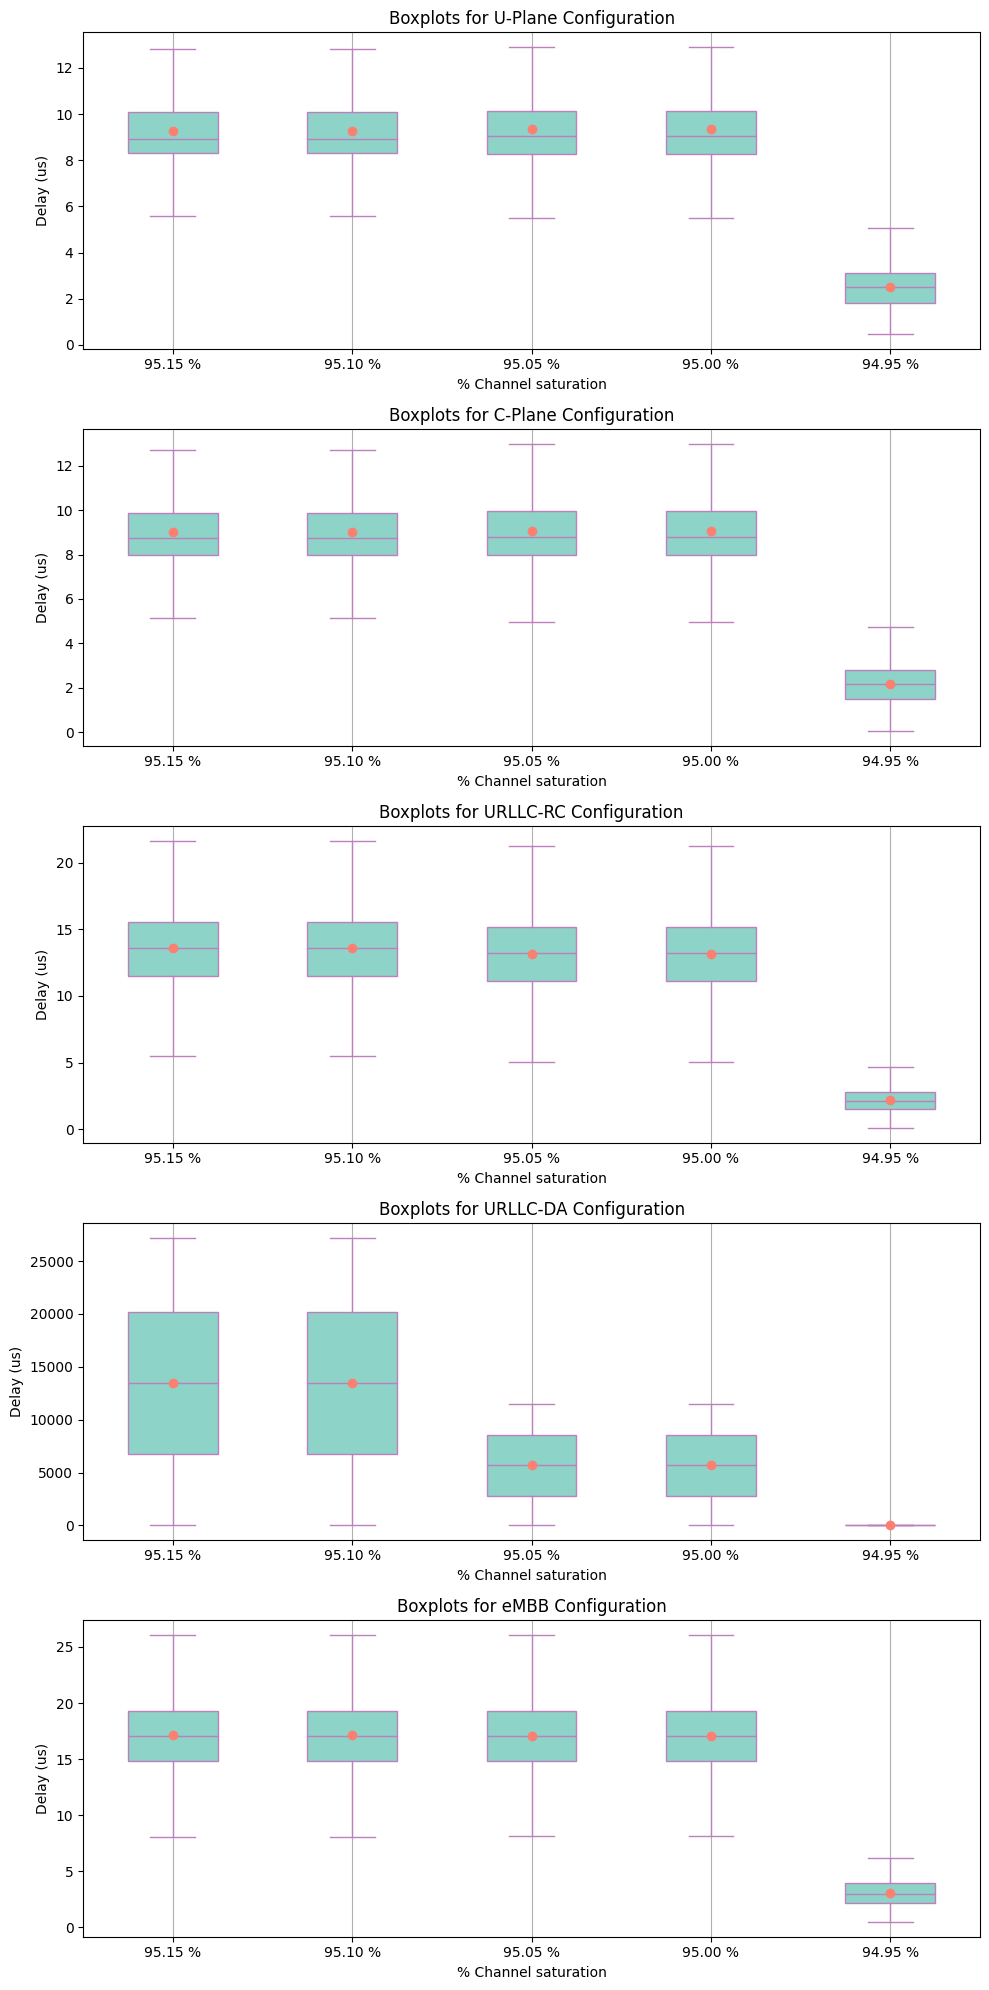 Boxplots for U-Plane Configuration
12
10
8
6
4
2
0
Delay (us)
95.15 % 95.10 % 95.05 % 95.00 % 94.95 %
% Channel saturation
Boxplots for C-Plane Configuration
12
10
8
6
4
2
0
Delay (us)
95.15 % 95.10 % 95.05 % 95.00 % 94.95 %
% Channel saturation
Boxplots for URLLC-RC Configuration
20
15
10
5
0
Delay (us)
95.15 % 95.10 % 95.05 % 95.00 % 94.95 %
% Channel saturation
Boxplots for URLLC-DA Configuration
25000
20000
15000
10000
5000
0
Delay (us)
95.15 % 95.10 % 95.05 % 95.00 % 94.95 %
% Channel saturation
Boxplots for eMBB Configuration
25
20
15
10
5
0
Delay (us)
95.15 % 95.10 % 95.05 % 95.00 % 94.95 %
% Channel saturation